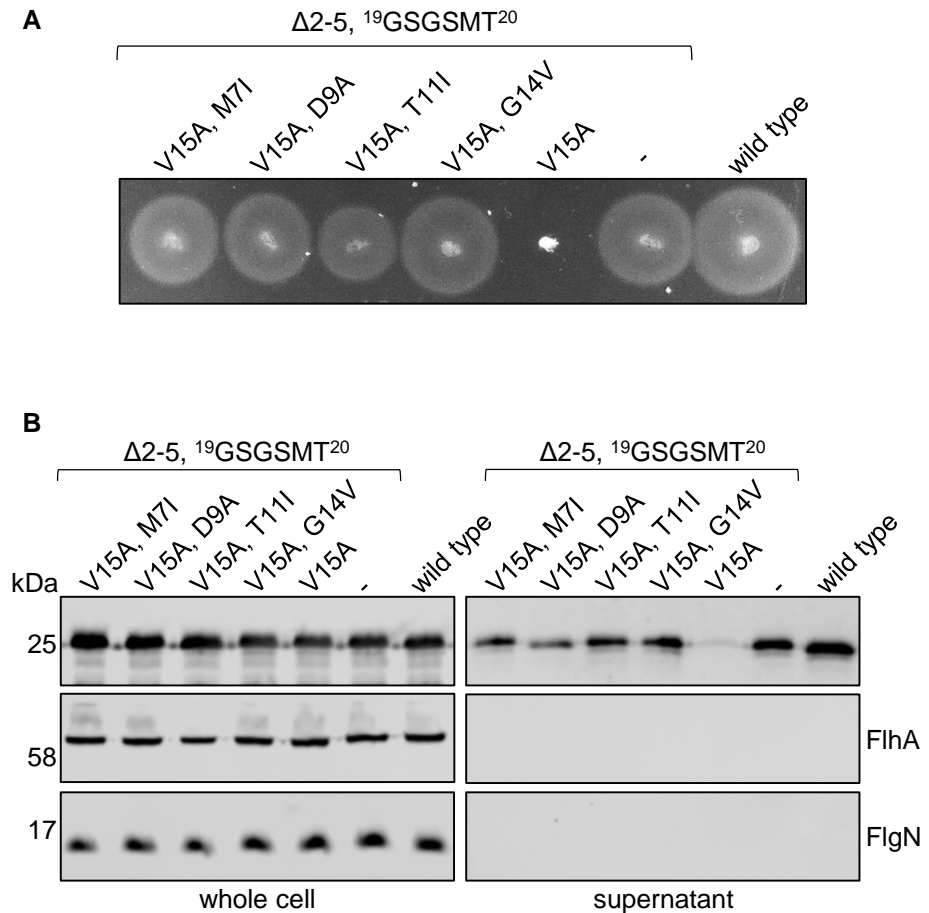 A
Δ2-5, ¹⁹GSGSMT²⁰
V15A, M7I
V15A, D9A
V15A, T11I
V15A, G14V
V15A
-
wild type
B
Δ2-5, ¹⁹GSGSMT²⁰
Δ2-5, ¹⁹GSGSMT²⁰
V15A, M7I
V15A, D9A
V15A, T11I
V15A, G14V
V15A
-
wild type
V15A, M7I
V15A, D9A
V15A, T11I
V15A, G14V
V15A
-
wild type
kDa
25
58
FlhA
17
FlgN
whole cell
supernatant